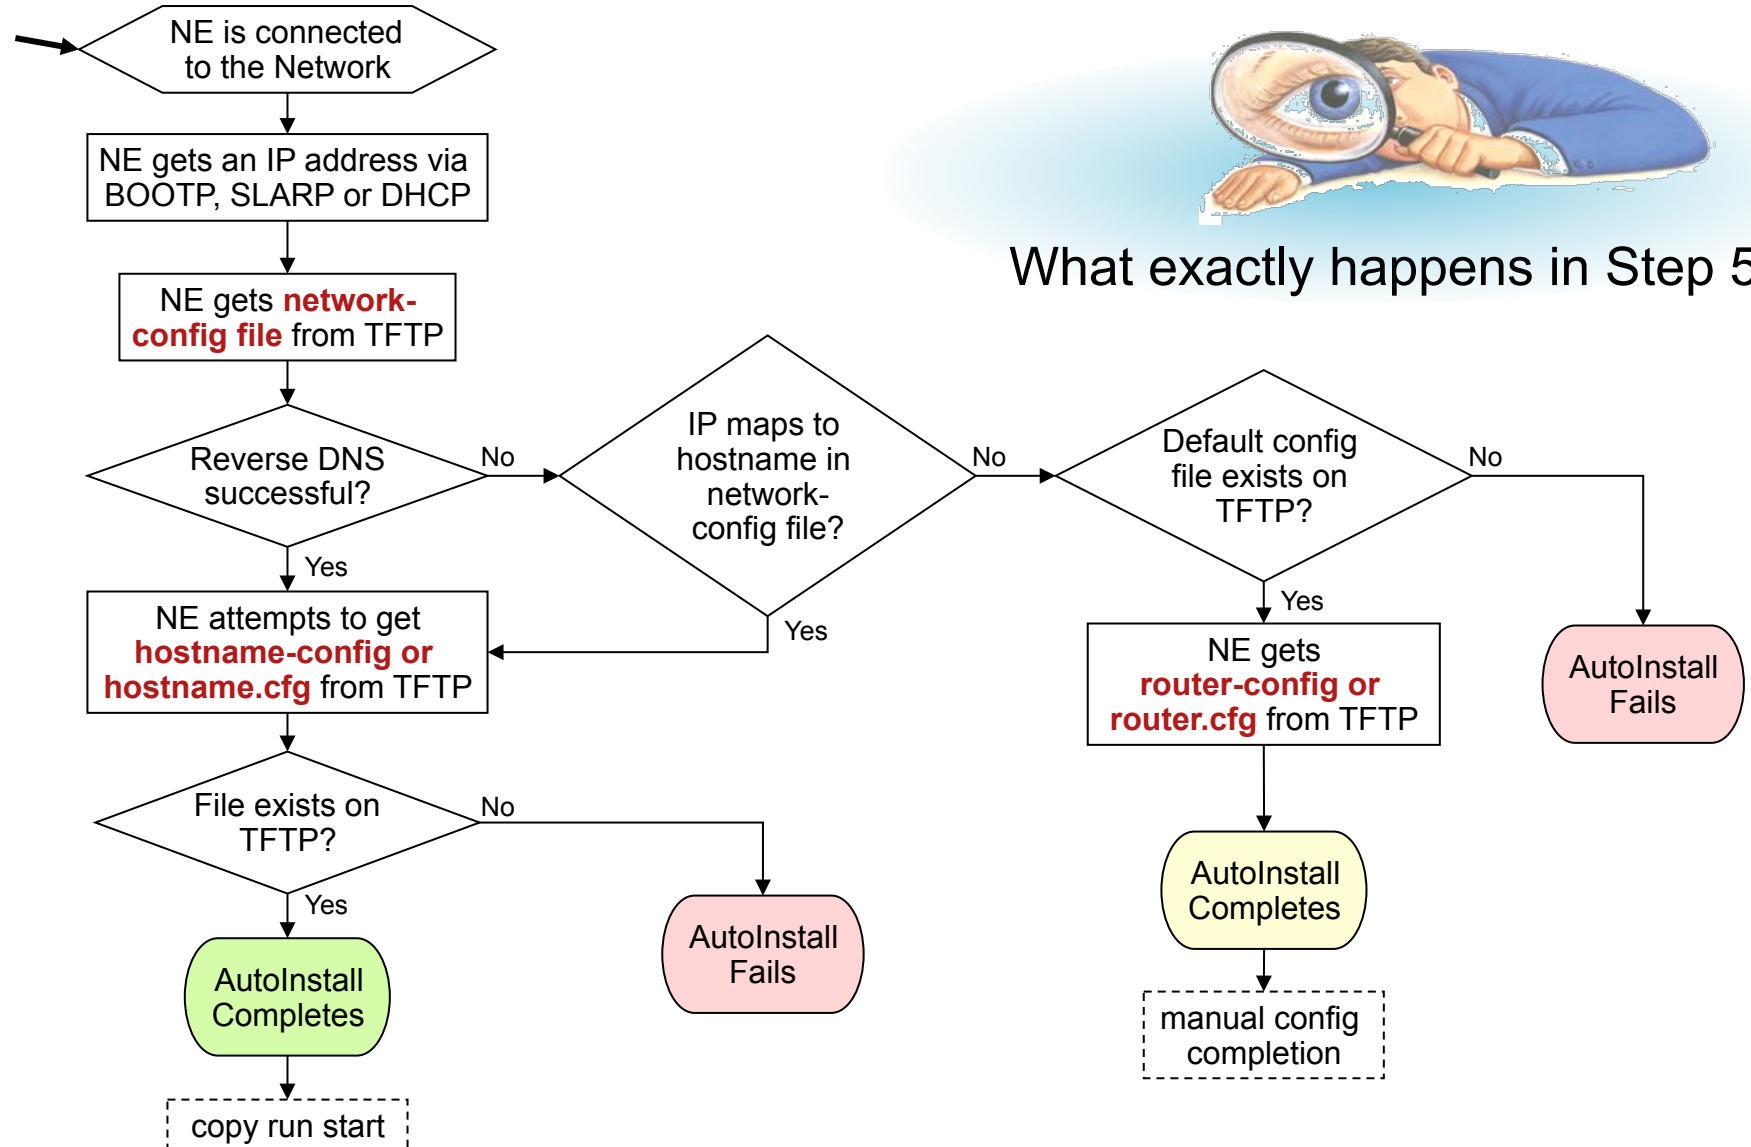 NE is connected
to the Network
NE gets an IP address via
BOOTP, SLARP or DHCP
What exactly happens in Step 5
NE gets network-
config file from TFTP
Reverse DNS
successful?
No
IP maps to
hostname in
network-
config file?
No
Default config
file exists on
TFTP?
No
Yes
NE attempts to get
hostname-config or
hostname.cfg from TFTP
Yes
Yes
NE gets
router-config or
router.cfg from TFTP
AutoInstall
Fails
File exists on
TFTP?
No
Yes
AutoInstall
Completes
AutoInstall
Fails
AutoInstall
Completes
manual config
completion
copy run start